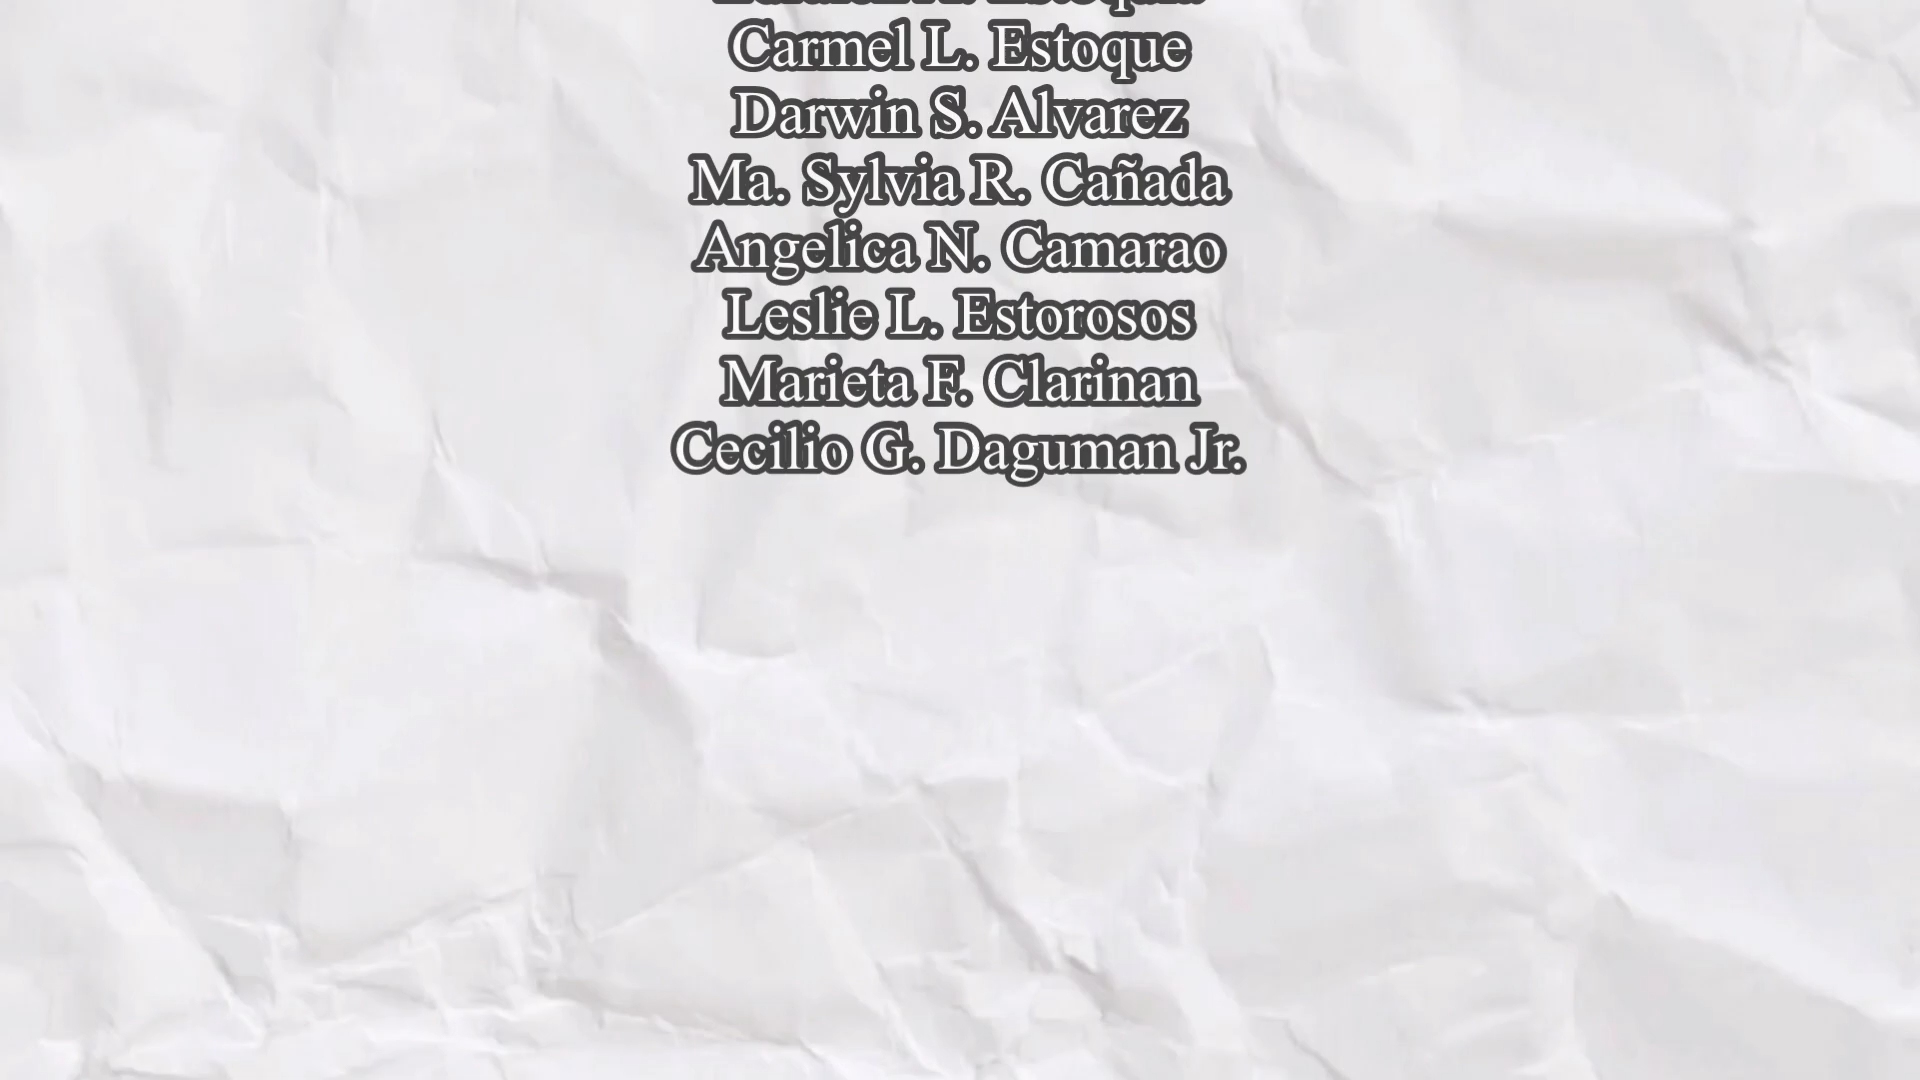 Carmel L. Estoque
Darwin S. Alvarez
Ma. Sylvia R. Cañada
Angelica N. Camarao
Leslie L. Estorosos
Marieta F. Clarinan
Cecilio G. Daguman Jr.